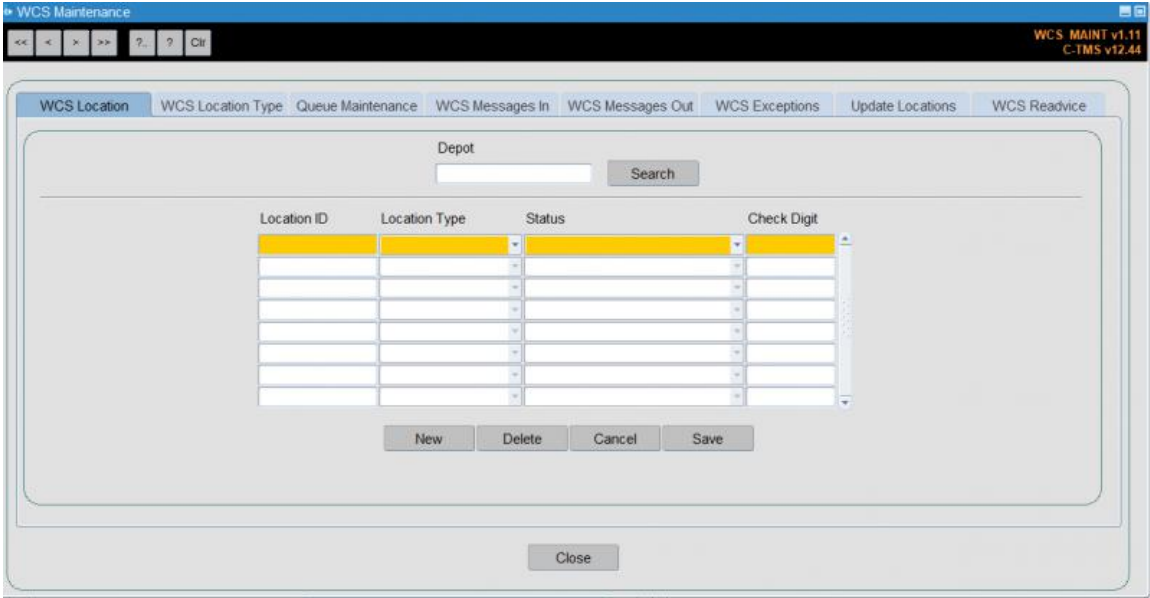 WCS Maintenance
<< < > >> ?.. ? Clr
WCS MAINT v1.11
C-TMS v12.44
WCS Location WCS Location Type Queue Maintenance WCS Messages In WCS Messages Out WCS Exceptions Update Locations WCS Readvice
Depot
Search
Location ID Location Type Status Check Digit
New Delete Cancel Save
Close